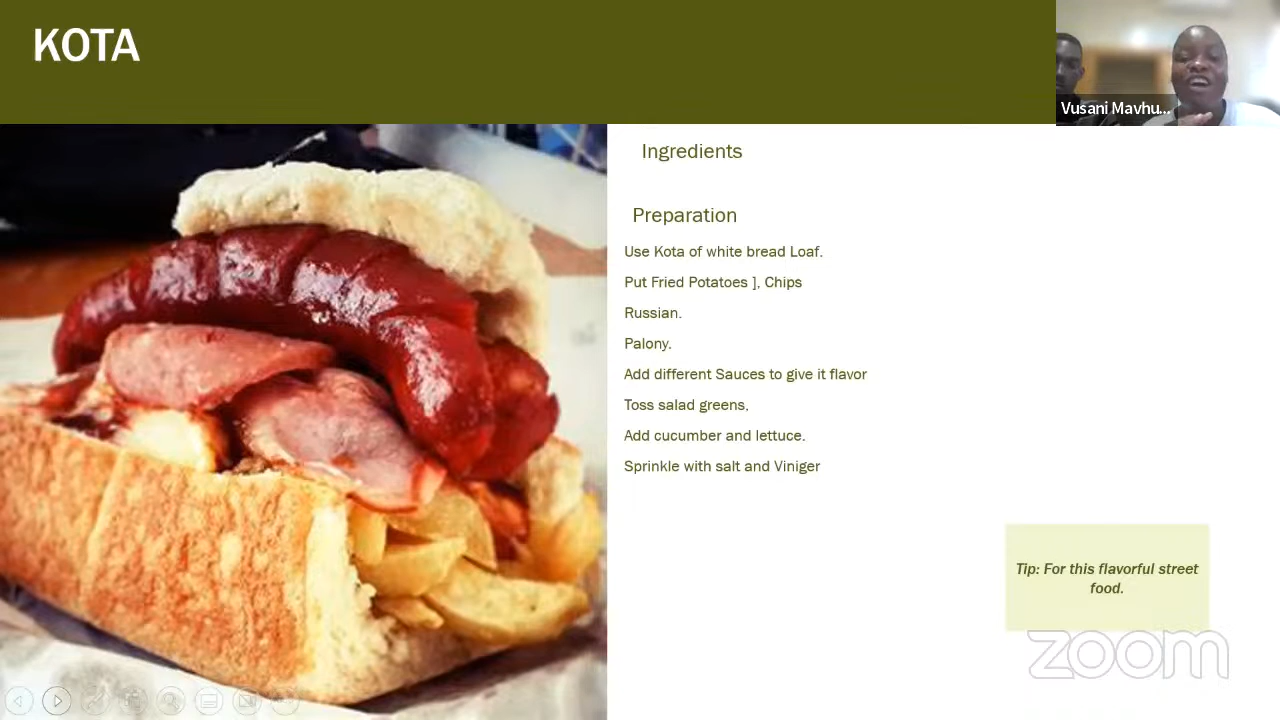 KOTA
Vusani Mavhu...
Ingredients
Preparation
Use Kota of white bread Loaf.
Put Fried Potatoes ], Chips
Russian.
Palony.
Add different Sauces to give it flavor
Toss salad greens,
Add cucumber and lettuce.
Sprinkle with salt and Viniger
Tip: For this flavorful street
food.
zoom